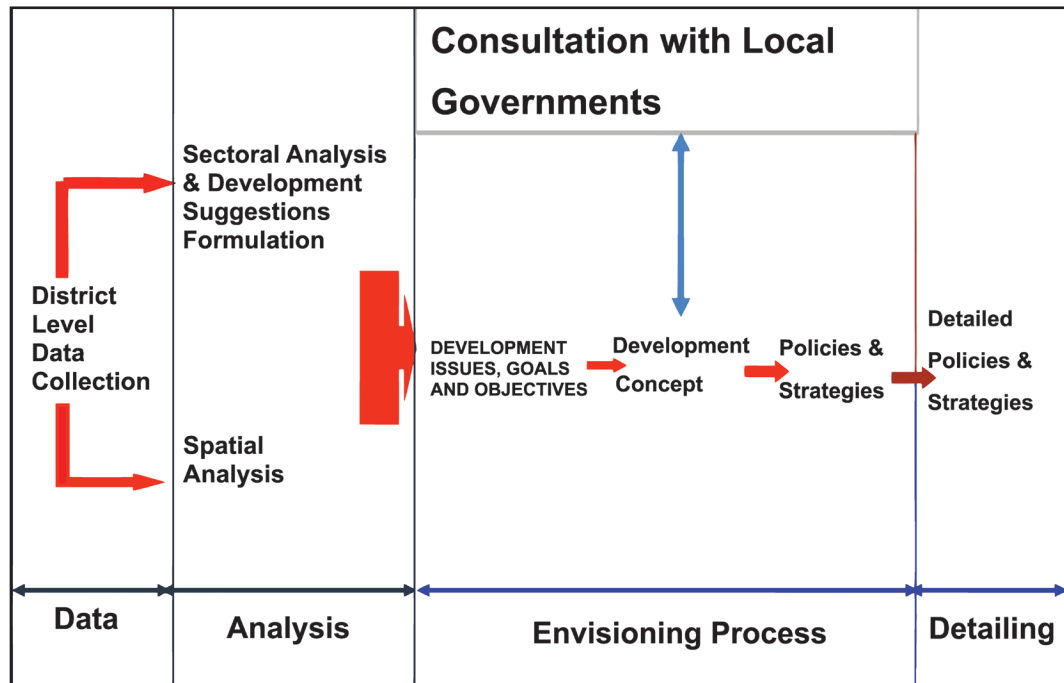 Consultation with Local
Governments
Sectoral Analysis
& Development
Suggestions
Formulation
District
Level
Data
Collection
Spatial
Analysis
DEVELOPMENT
ISSUES, GOALS
AND OBJECTIVES
Development
Concept
Policies &
Strategies
Detailed
Policies &
Strategies
Data
Analysis
Envisioning Process
Detailing